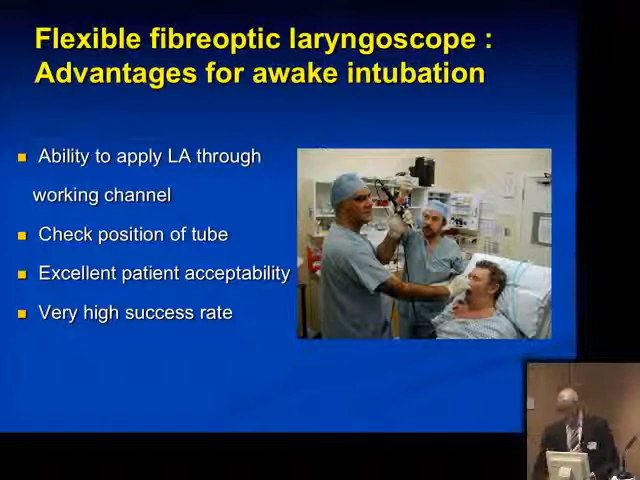 Flexible fibreoptic laryngoscope :
Advantages for awake intubation
Ability to apply LA through
working channel
Check position of tube
Excellent patient acceptability
Very high success rate